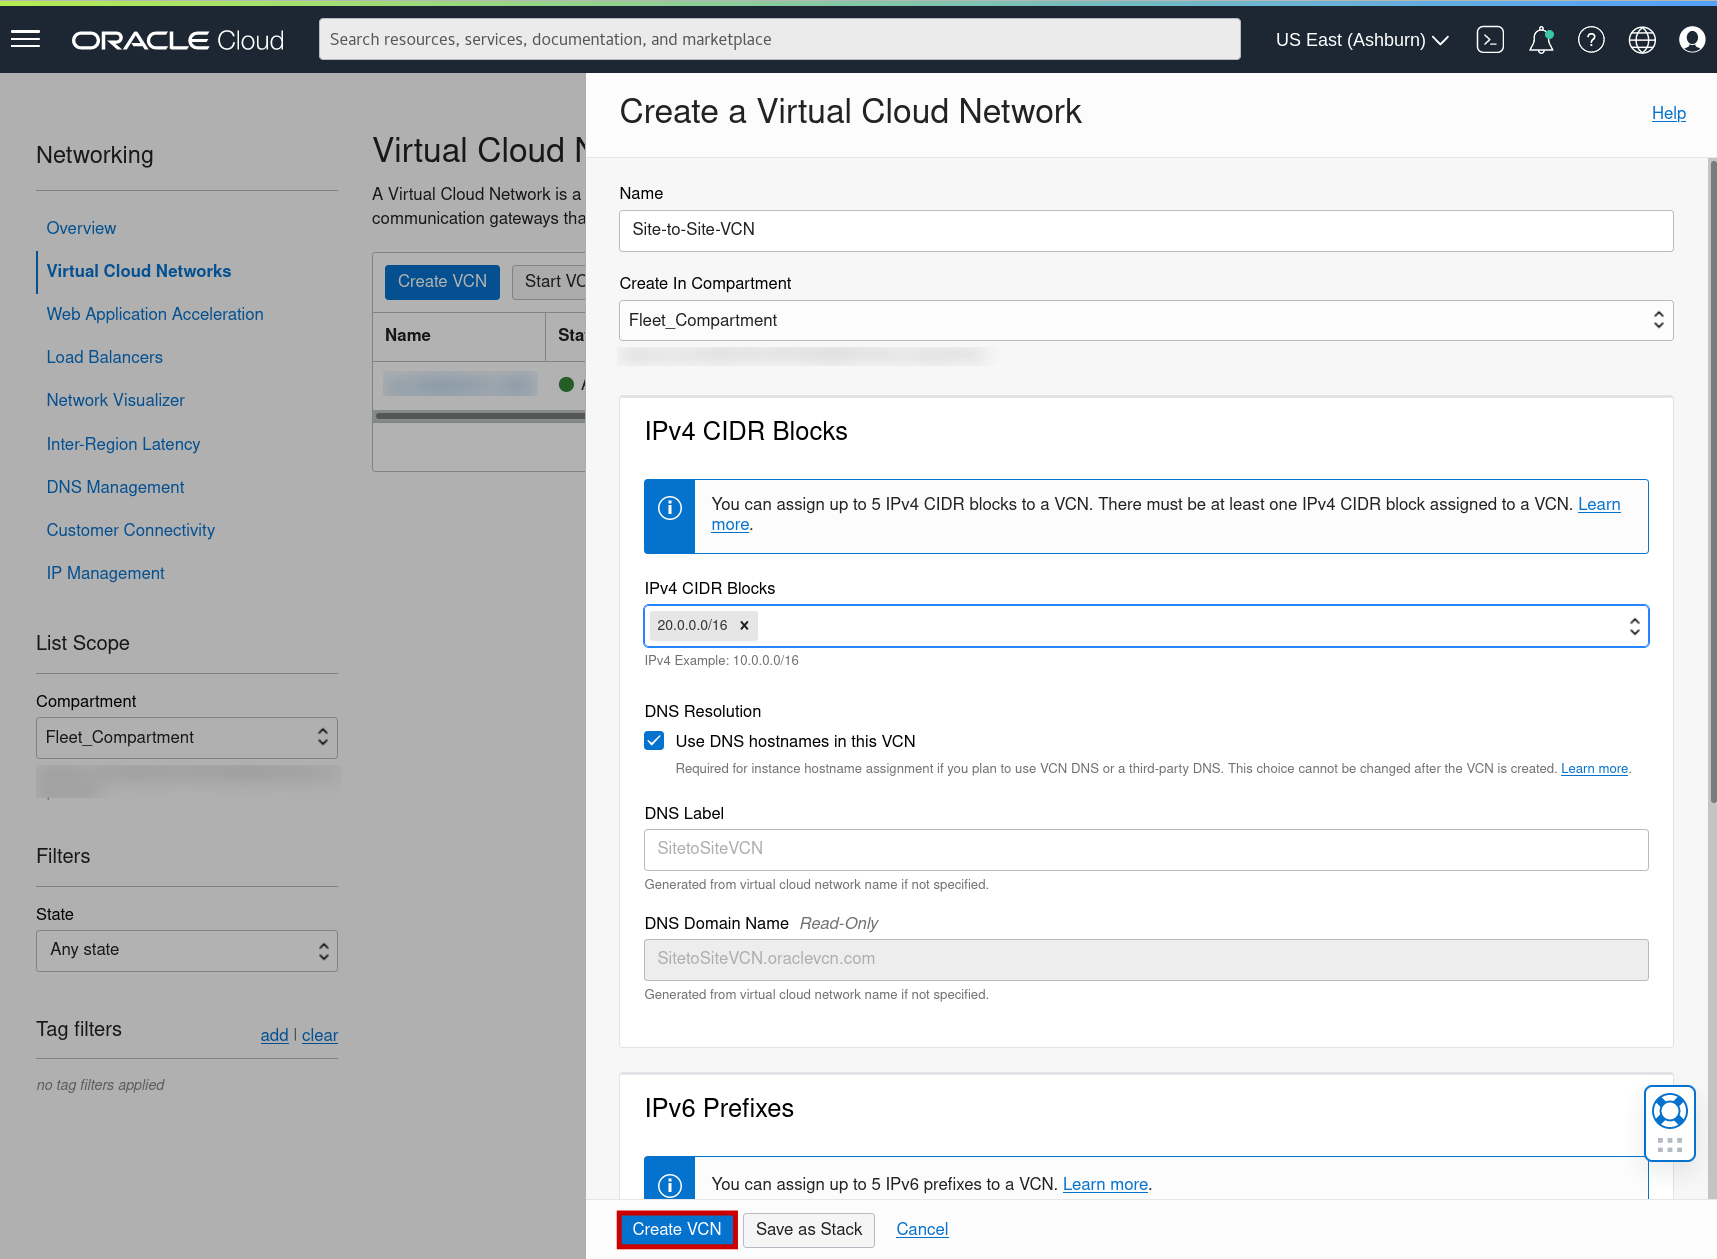 ORACLE Cloud
Search resources, services, documentation, and marketplace
US East (Ashburn)
Networking
Overview
Virtual Cloud Networks
Web Application Acceleration
Load Balancers
Network Visualizer
Inter-Region Latency
DNS Management
Customer Connectivity
IP Management
List Scope
Compartment
Fleet_Compartment
Filters
State
Any state
Tag filters
add | clear
no tag filters applied
Virtual Cloud N
A Virtual Cloud Network is a
communication gateways tha
Create VCN
Start VC
Name
Sta
A
Create a Virtual Cloud Network
Help
Name
Site-to-Site-VCN
Create In Compartment
Fleet_Compartment
IPv4 CIDR Blocks
You can assign up to 5 IPv4 CIDR blocks to a VCN. There must be at least one IPv4 CIDR block assigned to a VCN. Learn
more.
IPv4 CIDR Blocks
20.0.0.0/16
IPv4 Example: 10.0.0.0/16
DNS Resolution
Use DNS hostnames in this VCN
Required for instance hostname assignment if you plan to use VCN DNS or a third-party DNS. This choice cannot be changed after the VCN is created. Learn more.
DNS Label
SitetoSiteVCN
Generated from virtual cloud network name if not specified.
DNS Domain Name Read-Only
SitetoSiteVCN.oraclevcn.com
Generated from virtual cloud network name if not specified.
IPv6 Prefixes
You can assign up to 5 IPv6 prefixes to a VCN. Learn more.
Create VCN
Save as Stack
Cancel